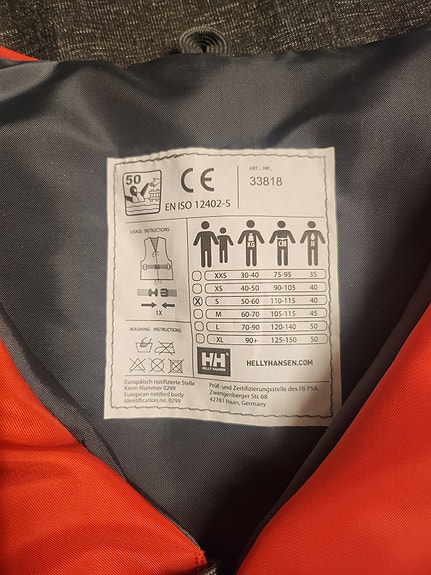 50
CE
ART. NR.
33818
EN ISO 12402-5
USAGE INSTRUCTIONS
KG CM N
XXS 30-40 75-95 35
XS 40-50 90-105 40
X S 50-60 110-115 40
M 60-70 105-115 45
L 70-90 120-140 50
XL 90+ 125-150 50
1X
WASHING INSTRUCTIONS
HH
HELLY HANSEN
HELLYHANSEN.COM
Europäisch notifizierte Stelle
Kenn-Nummer 0299
European notified body
Identification no. 0299
Prüf- und Zertifizierungsstelle des FB PSA
Zwengenberger Str. 68
42781 Haan, Germany